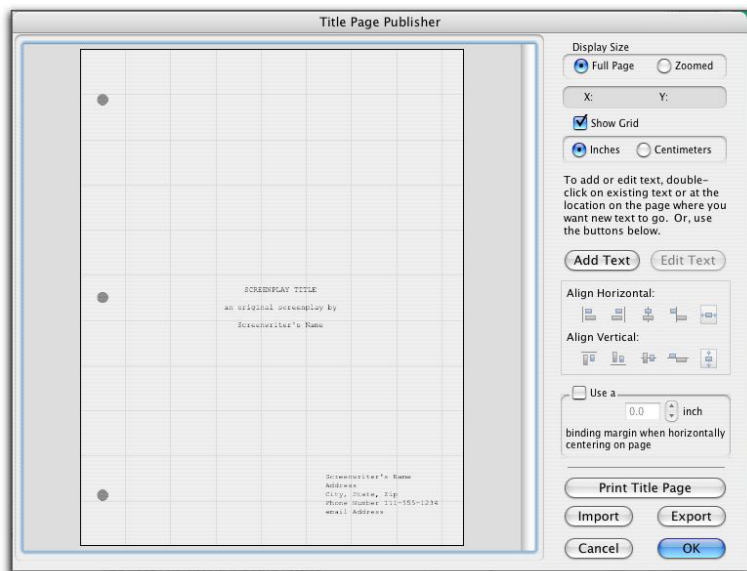 Title Page Publisher
SCREENPLAY TITLE
an original screenplay by
Screenwriter's Name
Screenwriter's Name
Address
City, State, Zip
Phone Number 111-555-1234
email Address
Display Size
Full Page Zoomed
X: Y:
Show Grid
Inches Centimeters
To add or edit text, double-
click on existing text or at the
location on the page where you
want new text to go. Or, use
the buttons below.
Add Text Edit Text
Align Horizontal:
Align Vertical:
Use a
0.0 inch
binding margin when horizontally
centering on page
Print Title Page
Import Export
Cancel OK